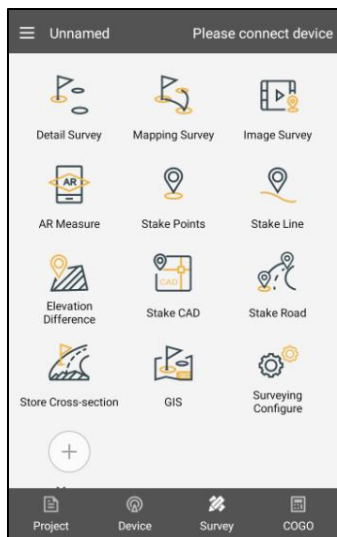 Unnamed Please connect device
Detail Survey Mapping Survey Image Survey
AR
AR Measure Stake Points Stake Line
CAD
Elevation
Difference Stake CAD Stake Road
Store Cross-section GIS Surveying
Configure
Project Device Survey COGO